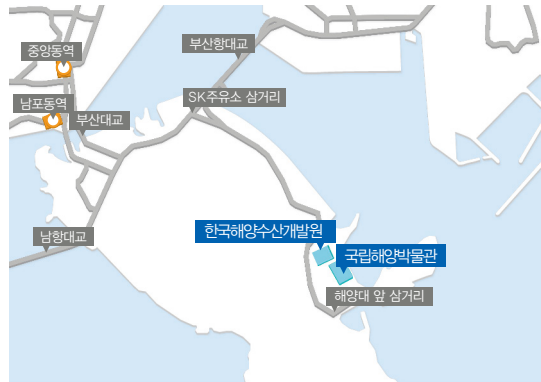 부산항대교
중앙동역
SK주유소 삼거리
남포동역
부산대교
한국해양수산개발원
남항대교
국립해양박물관
해양대 앞 삼거리